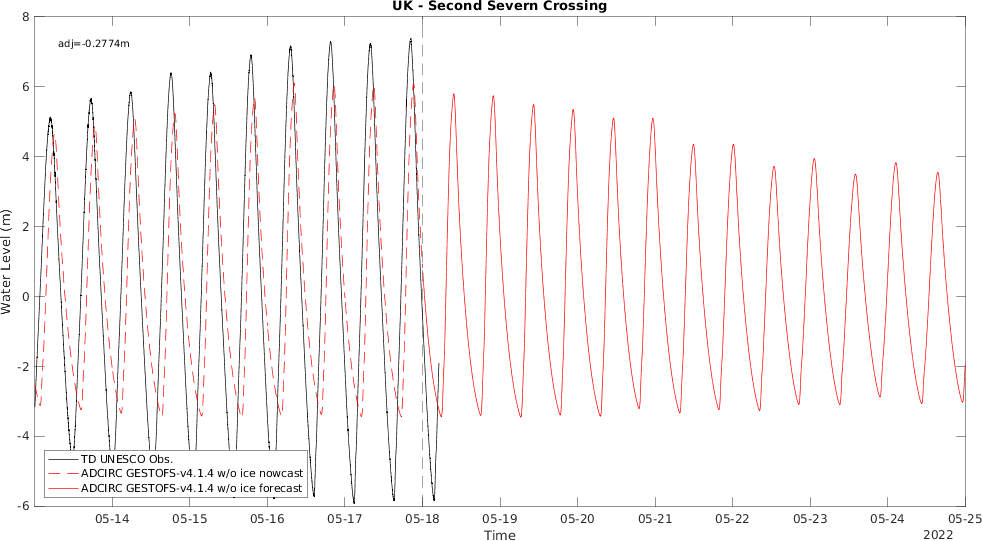 UK - Second Severn Crossing
adj=-0.2774m
8
6
4
2
0
-2
-4
-6
Water Level (m)
TD UNESCO Obs.
ADCIRC GESTOFS-v4.1.4 w/o ice nowcast
ADCIRC GESTOFS-v4.1.4 w/o ice forecast
05-14 05-15 05-16 05-17 05-18 05-19 05-20 05-21 05-22 05-23 05-24 05-25
Time
2022